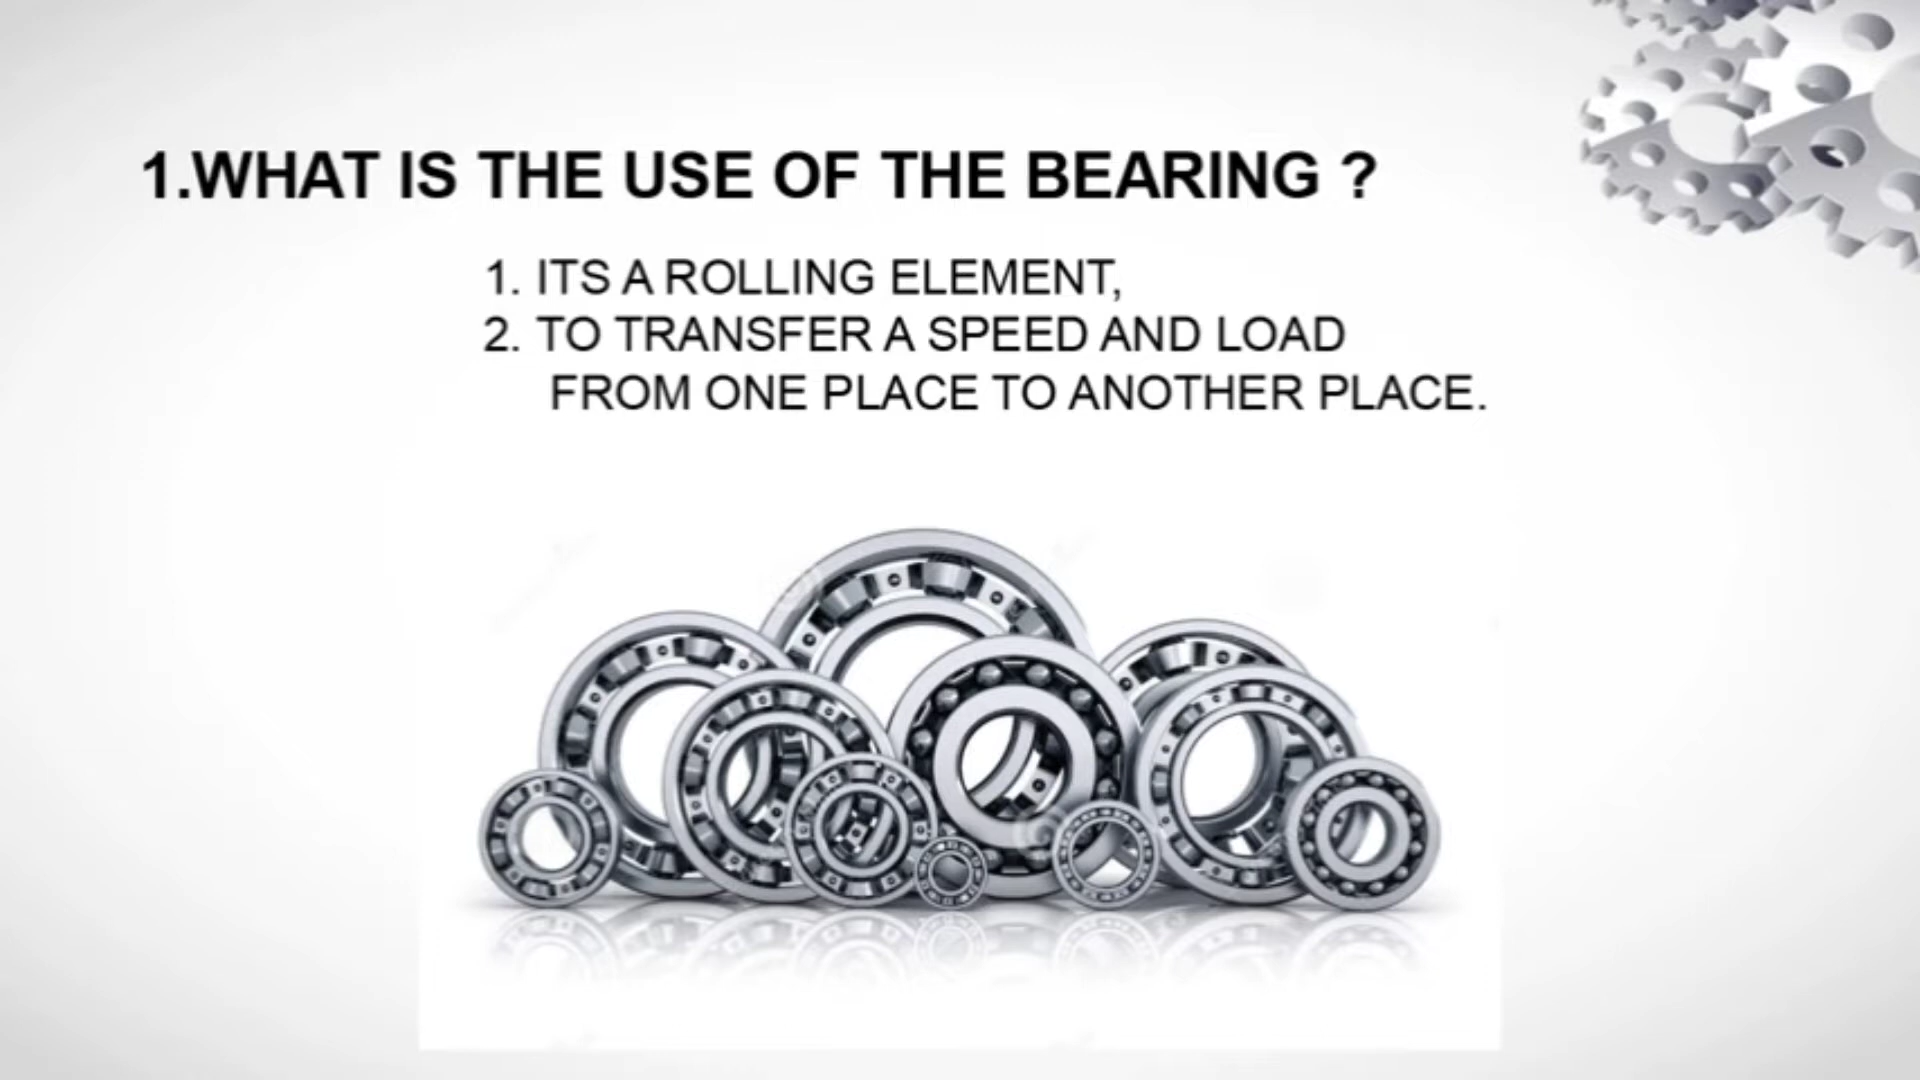 1.WHAT IS THE USE OF THE BEARING ?
1. ITS A ROLLING ELEMENT,
2. TO TRANSFER A SPEED AND LOAD
FROM ONE PLACE TO ANOTHER PLACE.